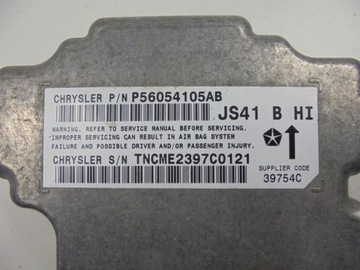 CHRYSLER P/N P56054105AB
JS41 B HI
WARNING. REFER TO SERVICE MANUAL BEFORE SERVICING.
*IMPROPER SERVICING CAN RESULT IN AIR BAG SYSTEM
FAILURE AND POSSIBLE DRIVER AND/OR PASSENGER INJURY.
CHRYSLER S/N TNCME2397C0121
SUPPLIER CODE
39754C